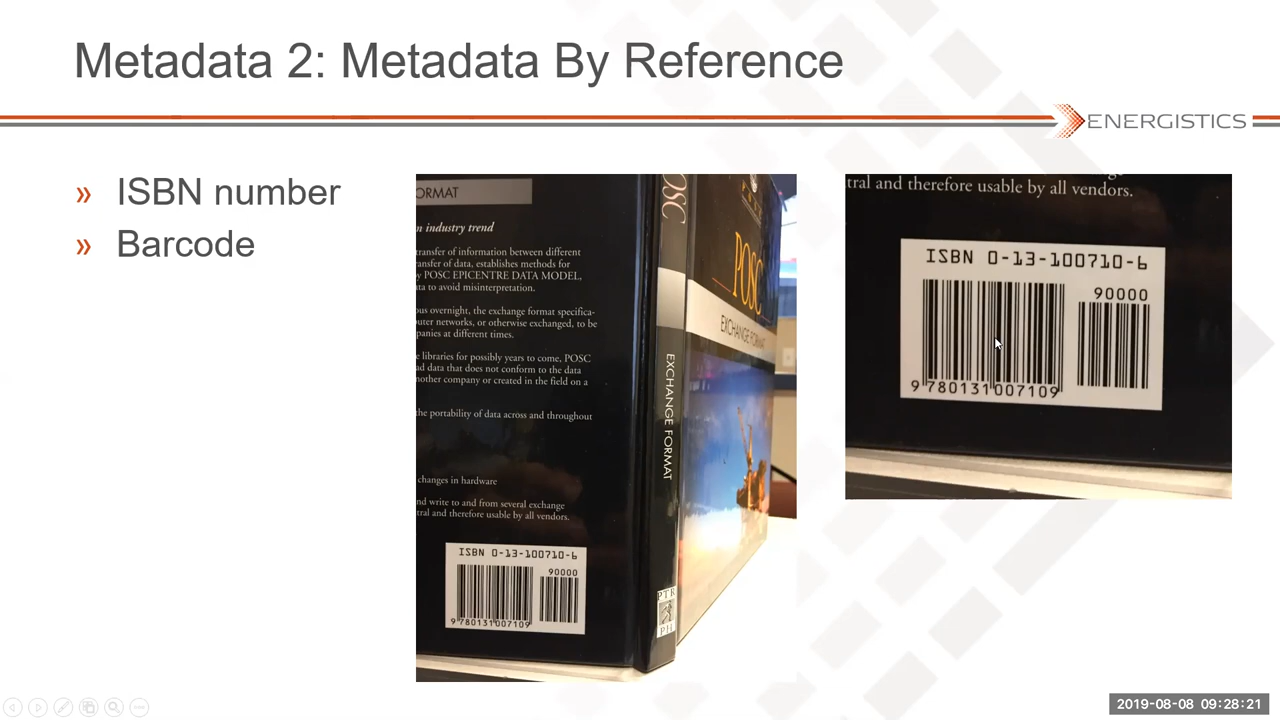 Metadata 2: Metadata By Reference
ENERGISTICS
» ISBN number
» Barcode
ORMAT
n industry trend
transfer of information between different
ransfer of data, establishes methods for
POSC EPICENTRE DATA MODEL,
ata to avoid misinterpretation.
ous overnight, the exchange format specifica-
puter networks, or otherwise exchanged, to be
panies at different times.
e libraries for possibly years to come, POSC
ad data that does not conform to the data
nother company or created in the field on a
the portability of data across and throughout
changes in hardware
nd write to and from several exchange
tral and therefore usable by all vendors.
ISBN 0-13-100710-6
90000
9 780131 007109
OSC
EXCHANGE FORMAT
PTR
PH
POSC
EXCHANGE FORMAT
tral and therefore usable by all vendors.
ISBN 0-13-100710-6
90000
9 780131 007109
2019-08-08 09:28:21